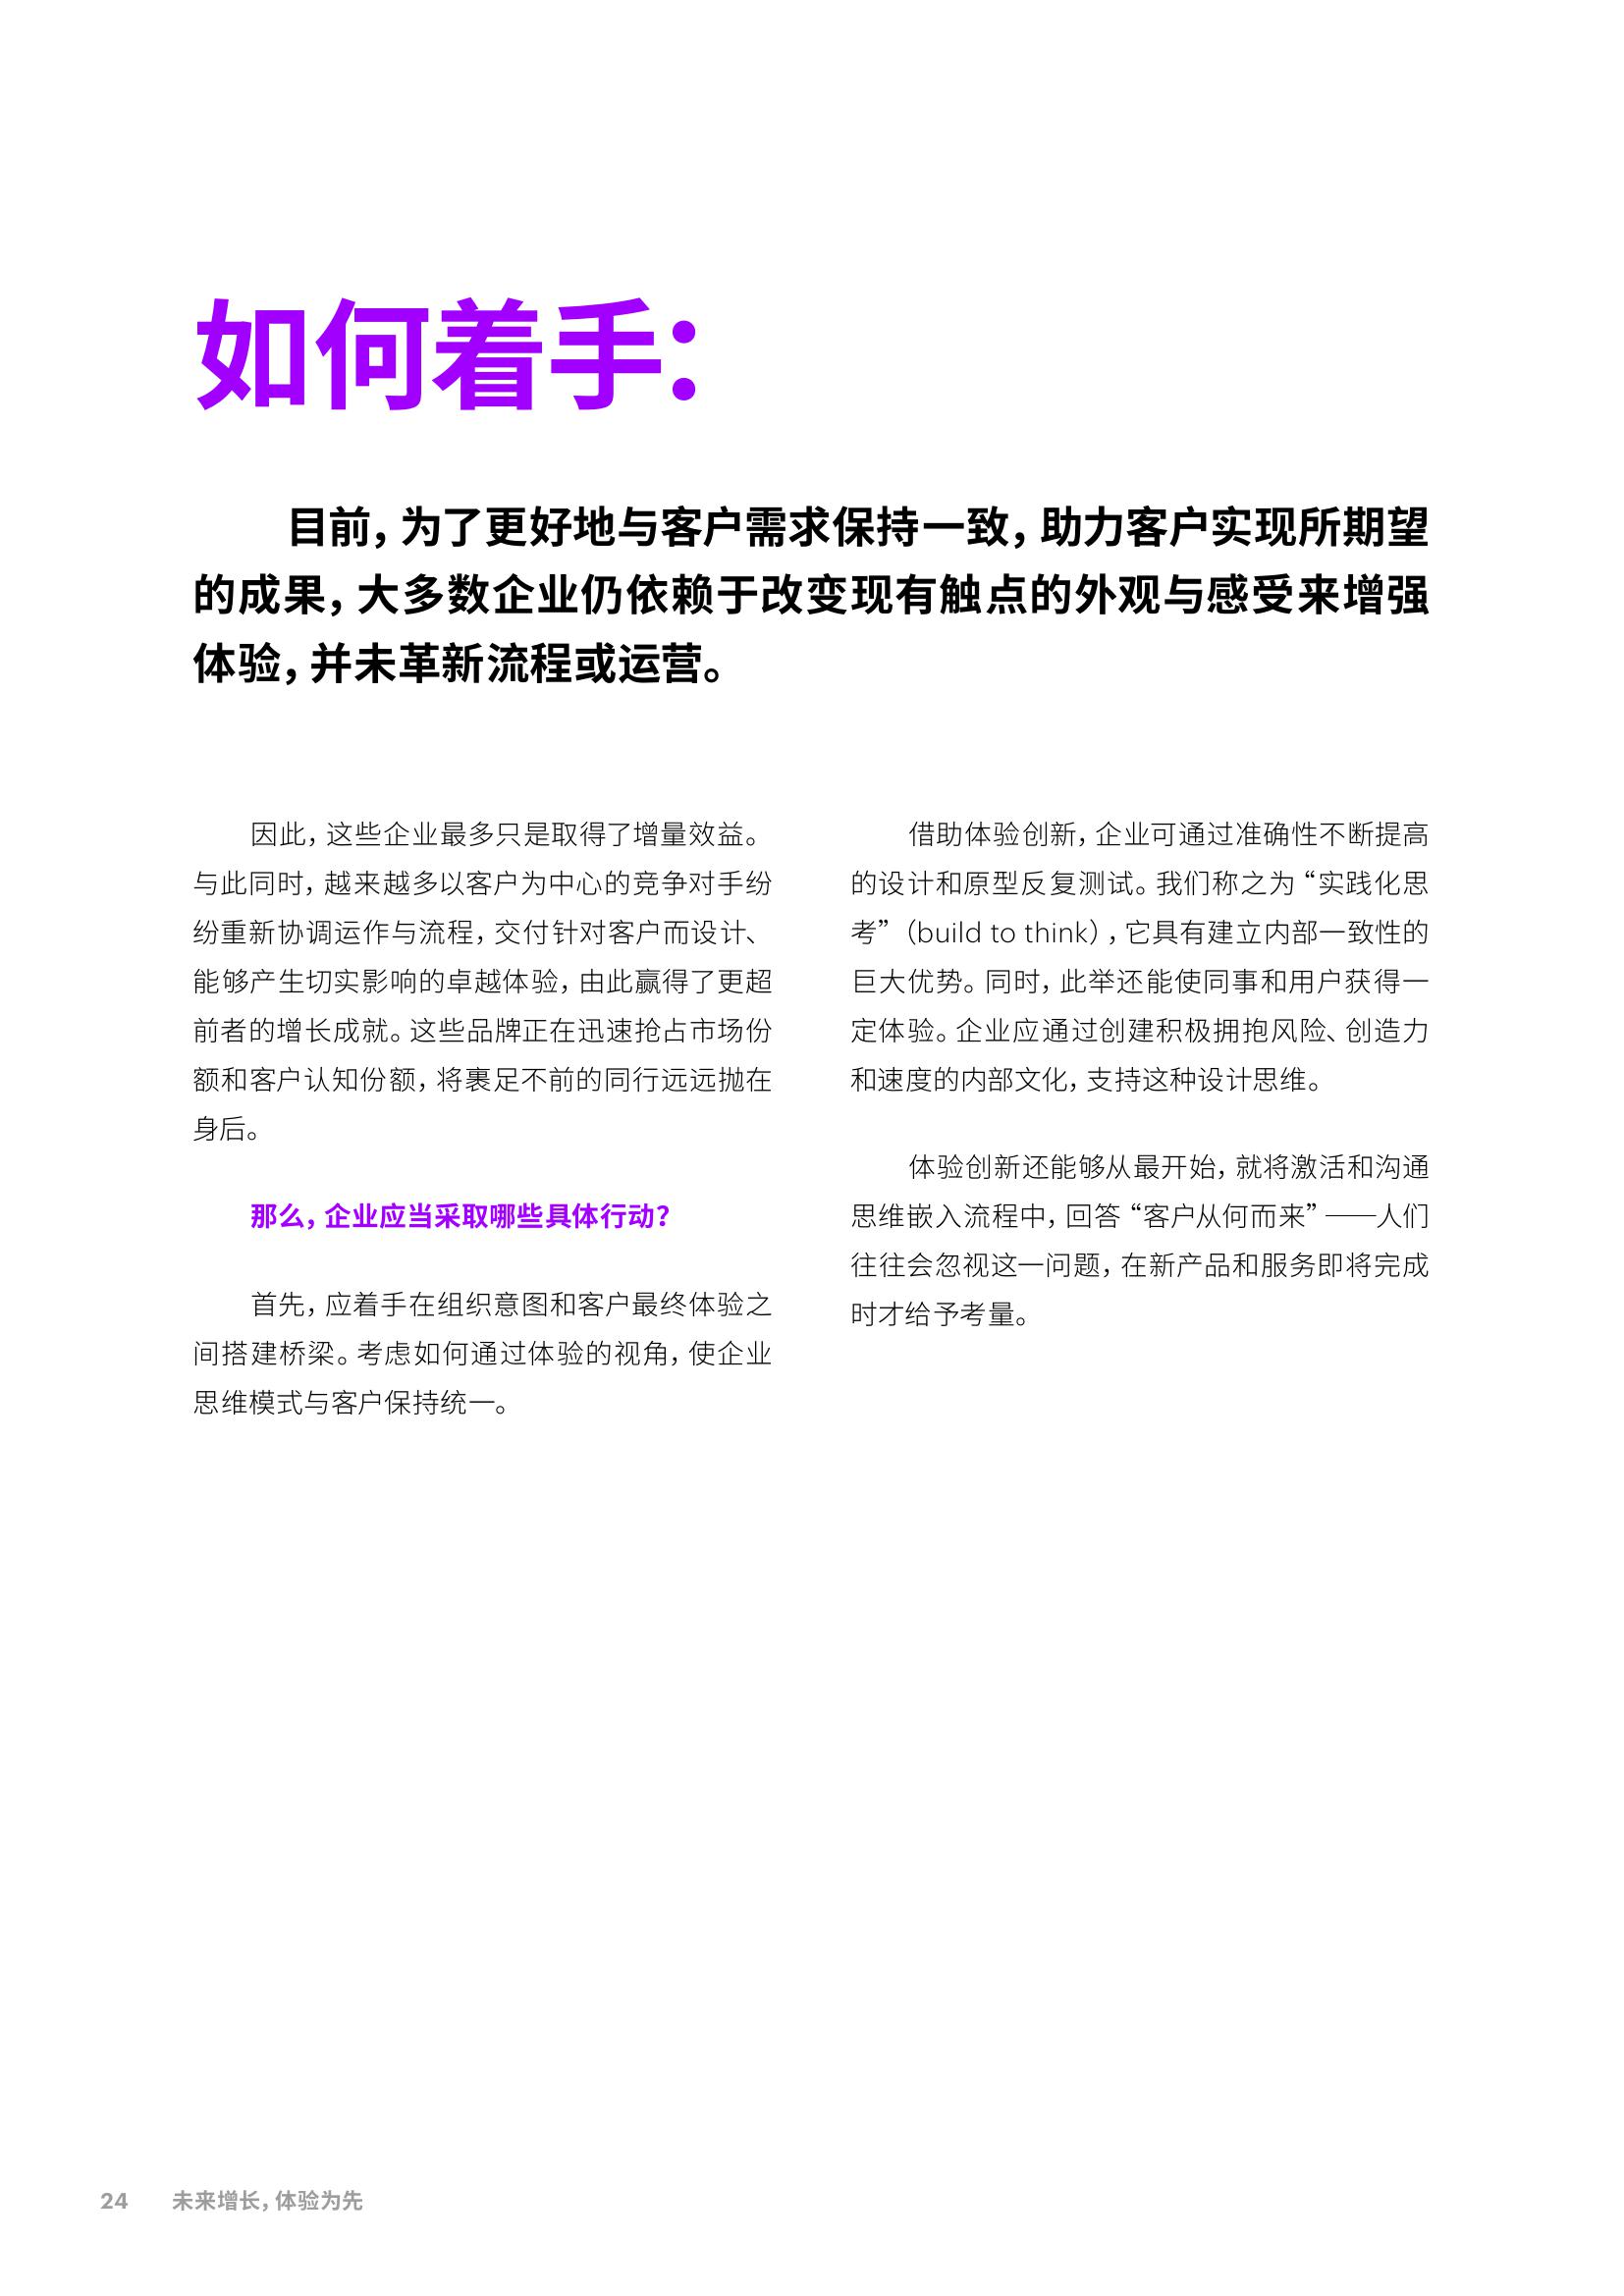 如何着手：
目前，为了更好地与客户需求保持一致，助力客户实现所期望
的成果，大多数企业仍依赖于改变现有触点的外观与感受来增强
体验，并未革新流程或运营。
因此，这些企业最多只是取得了增量效益。
与此同时，越来越多以客户为中心的竞争对手纷
纷重新协调运作与流程，交付针对客户而设计、
能够产生切实影响的卓越体验，由此赢得了更超
前者的增长成就。这些品牌正在迅速抢占市场份
额和客户认知份额，将裹足不前的同行远远抛在
身后。
那么，企业应当采取哪些具体行动？
首先，应着手在组织意图和客户最终体验之
间搭建桥梁。考虑如何通过体验的视角，使企业
思维模式与客户保持统一。
借助体验创新，企业可通过准确性不断提高
的设计和原型反复测试。我们称之为“实践化思
考”（build to think），它具有建立内部一致性的
巨大优势。同时，此举还能使同事和用户获得一
定体验。企业应通过创建积极拥抱风险、创造力
和速度的内部文化，支持这种设计思维。
体验创新还能够从最开始，就将激活和沟通
思维嵌入流程中，回答“客户从何而来”——人们
往往会忽视这一问题，在新产品和服务即将完成
时才给予考量。
24 未来增长，体验为先